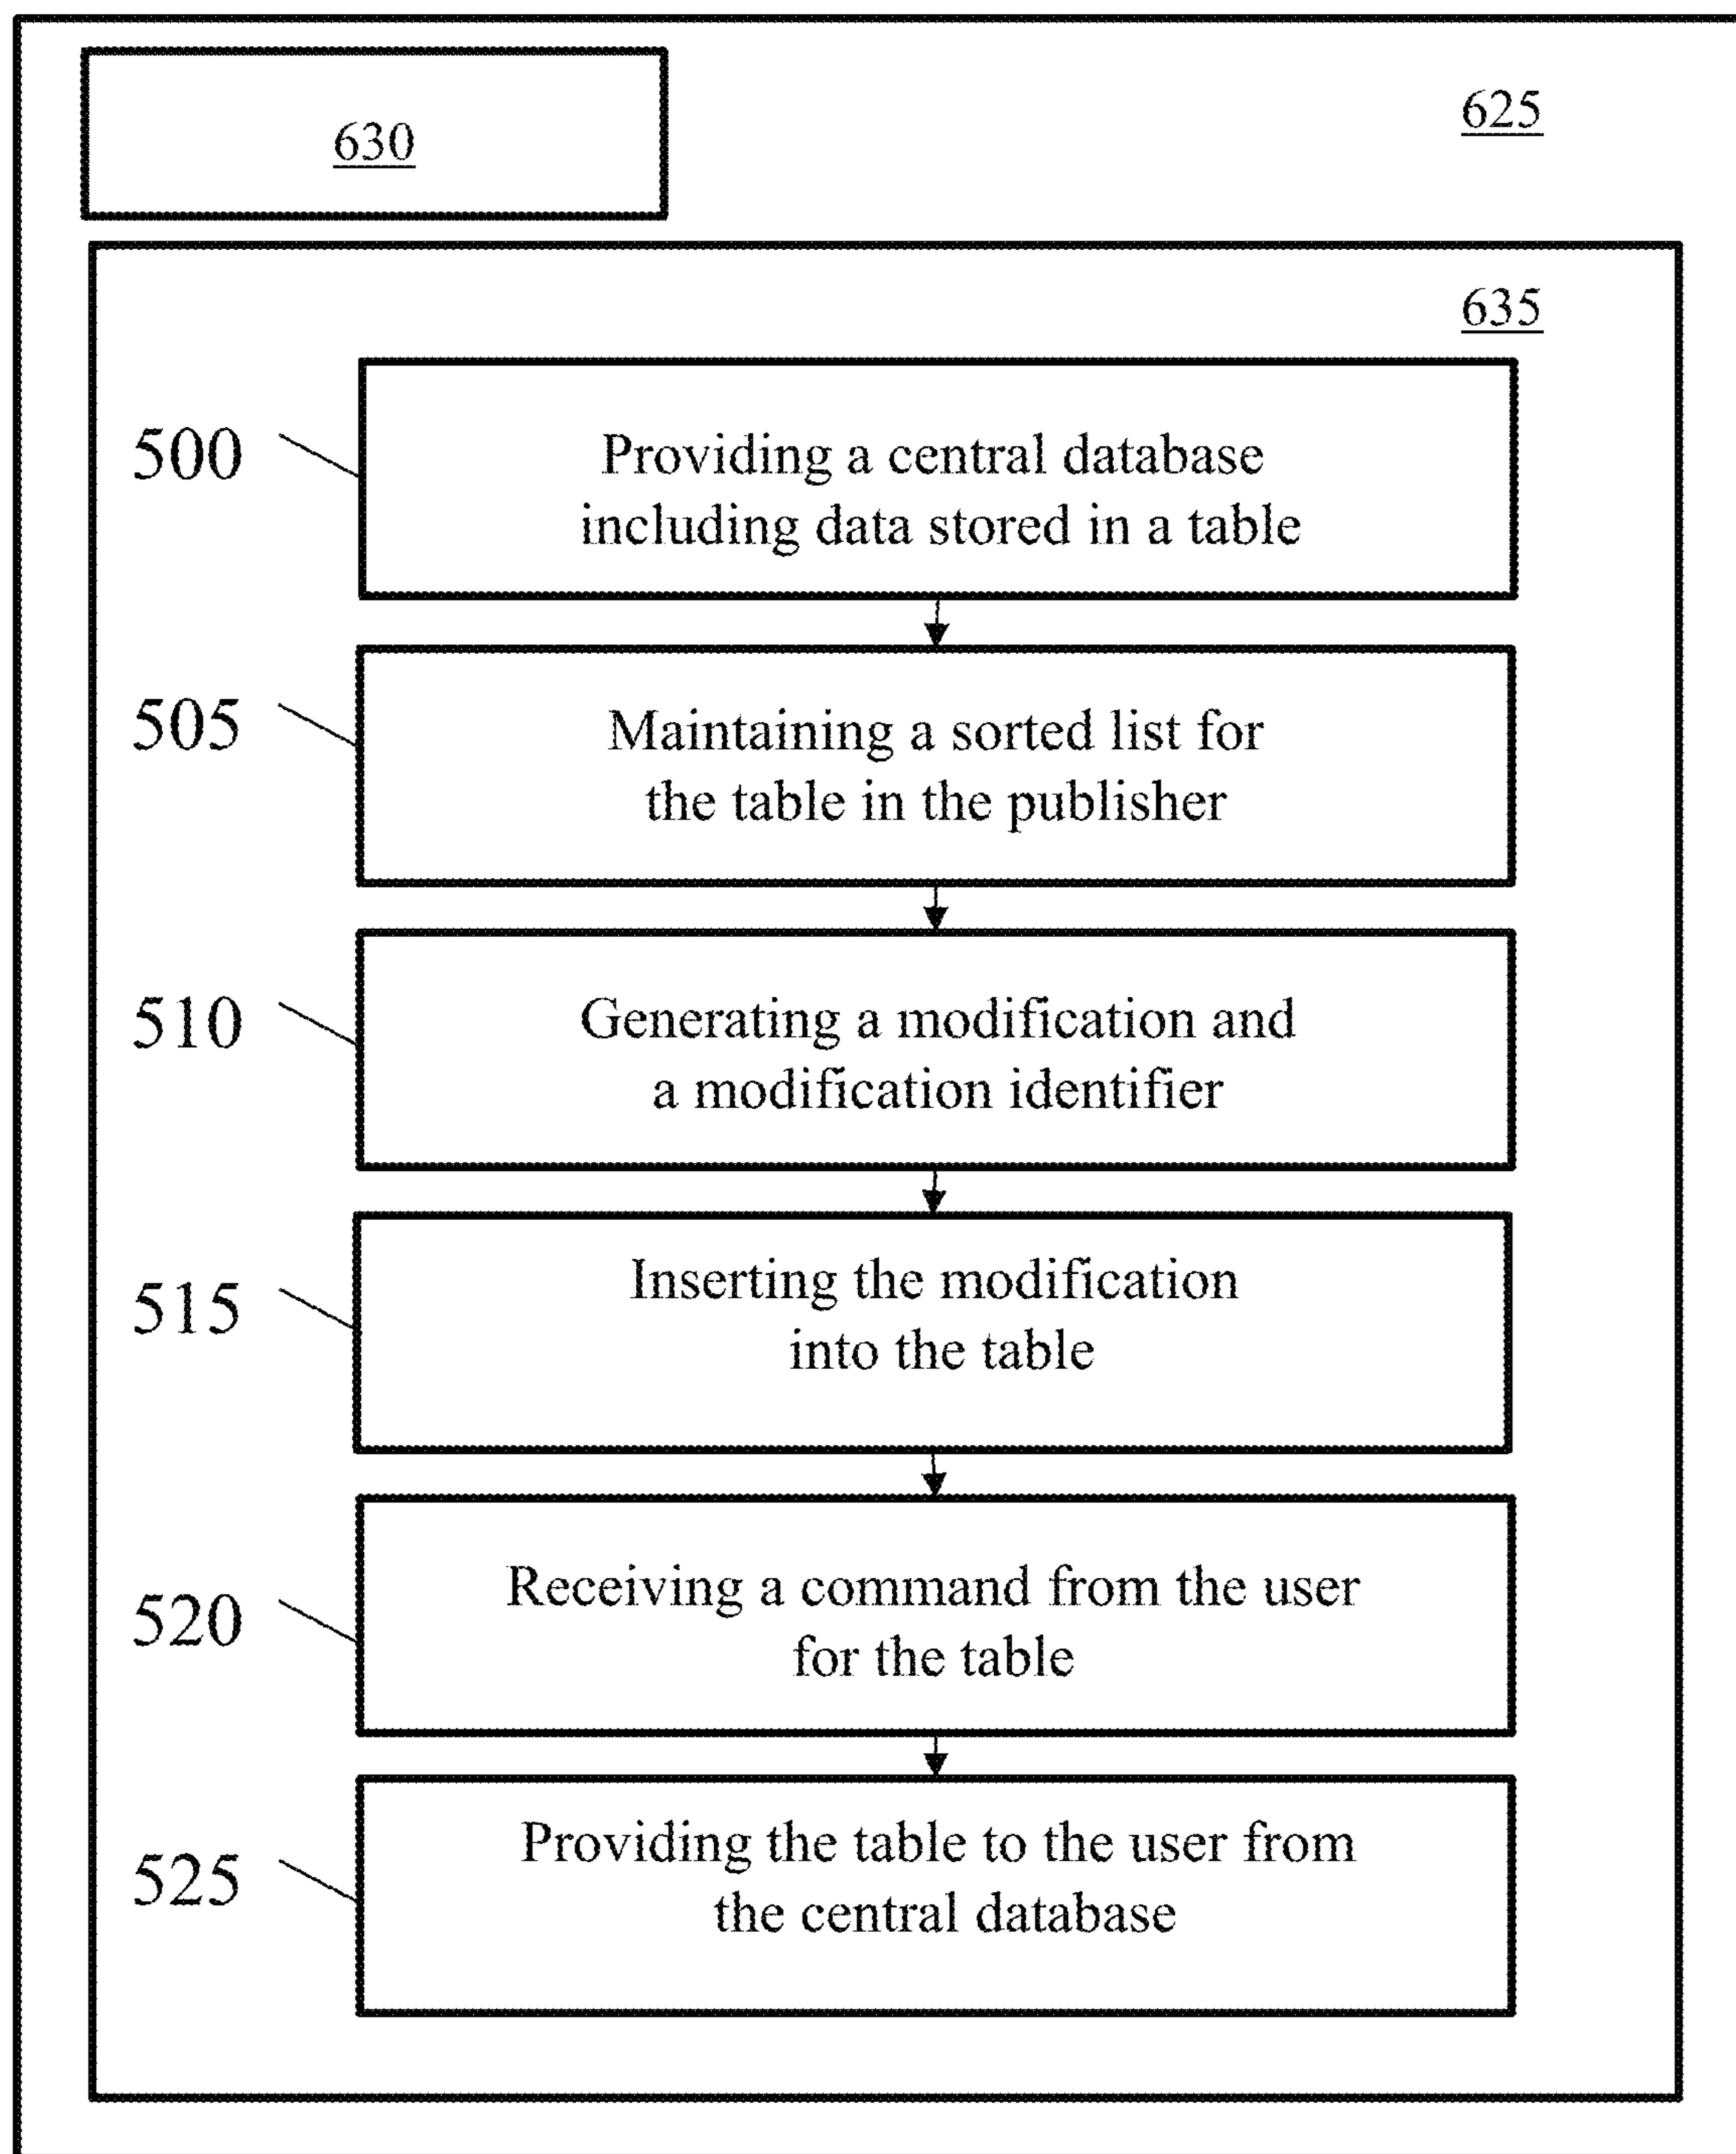 630
625
635
500
Providing a central database
including data stored in a table
505
Maintaining a sorted list for
the table in the publisher
510
Generating a modification and
a modification identifier
515
Inserting the modification
into the table
520
Receiving a command from the user
for the table
525
Providing the table to the user from
the central database